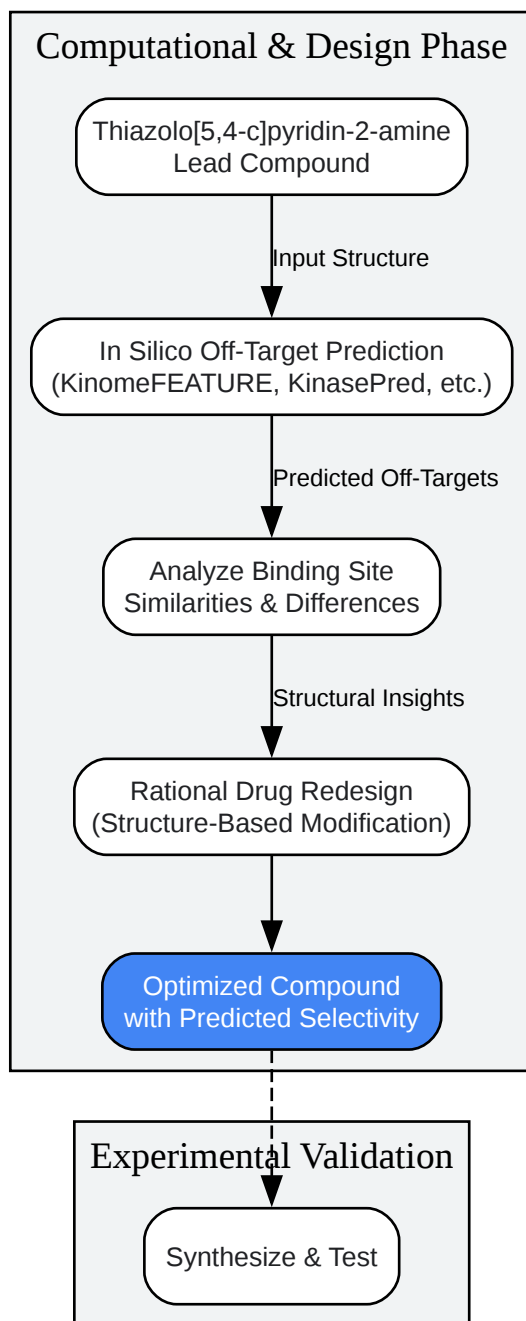 Computational & Design Phase
Thiazolo[5,4-c]pyridin-2-amine
Lead Compound
Input Structure
In Silico Off-Target Prediction
(KinomeFEATURE, KinasePred, etc.)
Predicted Off-Targets
Analyze Binding Site
Similarities & Differences
Structural Insights
Rational Drug Redesign
(Structure-Based Modification)
Optimized Compound
with Predicted Selectivity
Experimental Validation
Synthesize & Test